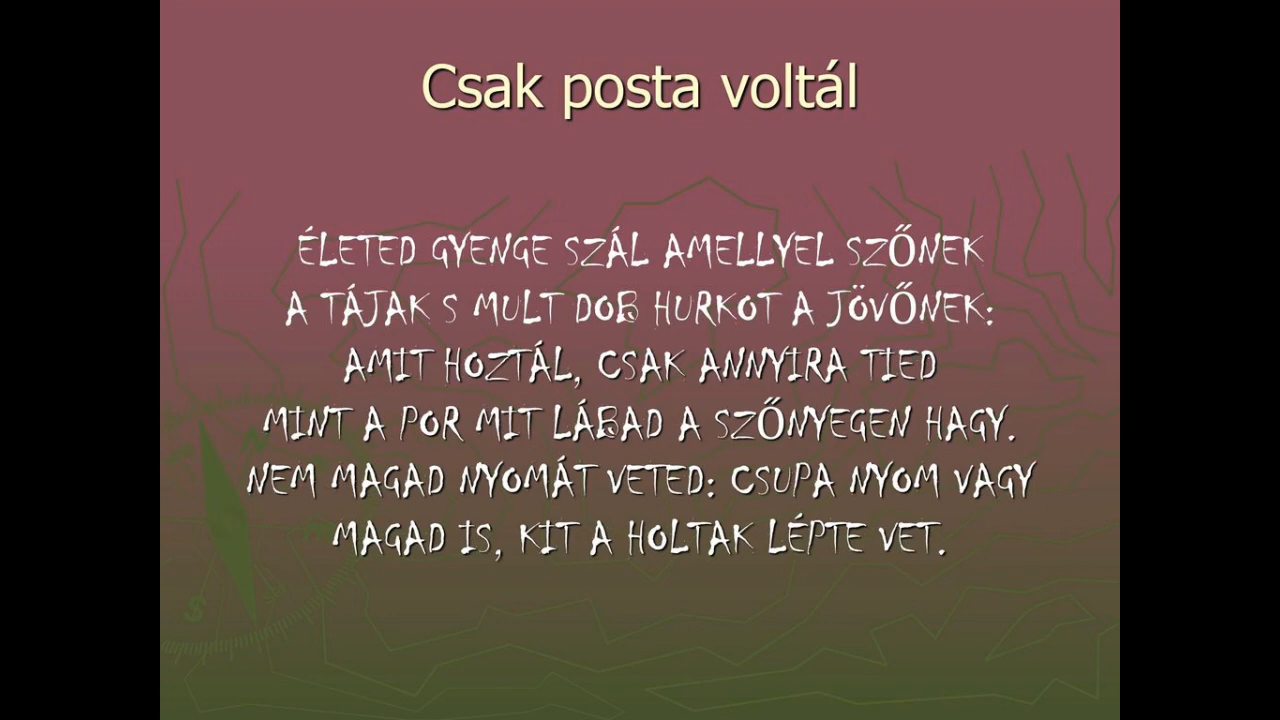 Csak posta voltál
ÉLETED GYENGE SZÁL AMELLYEL SZŐNEK
A TÁJAK S MULT DOB HURKOT A JÖVŐNEK:
AMIT HOZTÁL, CSAK ANNYIRA TIED
MINT A POR MIT LÁBAD A SZŐNYEGEN HAGY.
NEM MAGAD NYOMÁT VETED: CSUPA NYOM VAGY
MAGAD IS, KIT A HOLTAK LÉPTE VET.